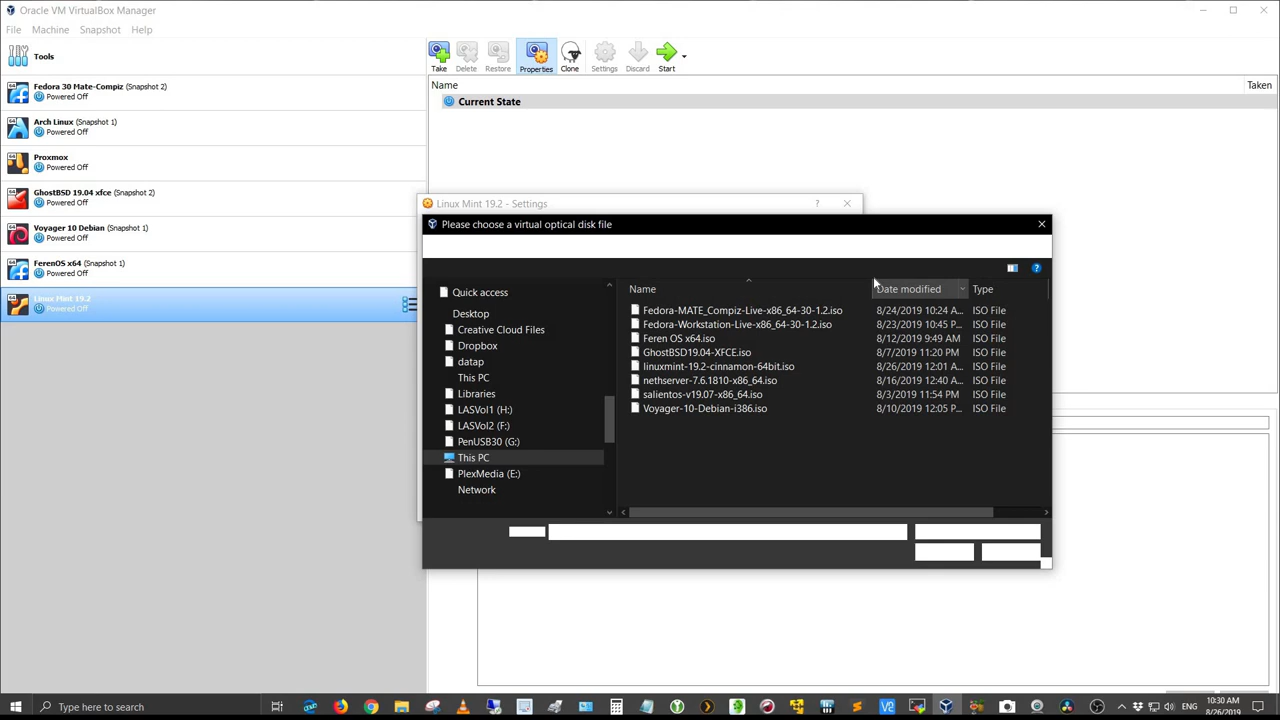 Oracle VM VirtualBox Manager
File Machine Snapshot Help
Tools
Take Delete Restore Properties Clone Settings Discard Start
Name Taken
Current State
Fedora 30 Mate-Compiz (Snapshot 2)
Powered Off
Arch Linux (Snapshot 1)
Powered Off
Proxmox
Powered Off
GhostBSD 19.04 xfce (Snapshot 2)
Powered Off
Voyager 10 Debian (Snapshot 1)
Powered Off
FerenOS x64 (Snapshot 1)
Powered Off
Linux Mint 19.2
Powered Off
Linux Mint 19.2 - Settings
Please choose a virtual optical disk file
Quick access
Desktop
Creative Cloud Files
Dropbox
datap
This PC
Libraries
LASVol1 (H:)
LASVol2 (F:)
PenUSB30 (G:)
This PC
PlexMedia (E:)
Network
Name Date modified Type
Fedora-MATE_Compiz-Live-x86_64-30-1.2.iso 8/24/2019 10:24 A... ISO File
Fedora-Workstation-Live-x86_64-30-1.2.iso 8/23/2019 10:45 P... ISO File
Feren OS x64.iso 8/12/2019 9:49 AM ISO File
GhostBSD19.04-XFCE.iso 8/7/2019 11:20 PM ISO File
linuxmint-19.2-cinnamon-64bit.iso 8/26/2019 12:01 A... ISO File
nethserver-7.6.1810-x86_64.iso 8/16/2019 12:40 A... ISO File
salientos-v19.07-x86_64.iso 8/3/2019 11:54 PM ISO File
Voyager-10-Debian-i386.iso 8/10/2019 12:05 P... ISO File
Type here to search
ENG
10:30 AM
8/26/2019